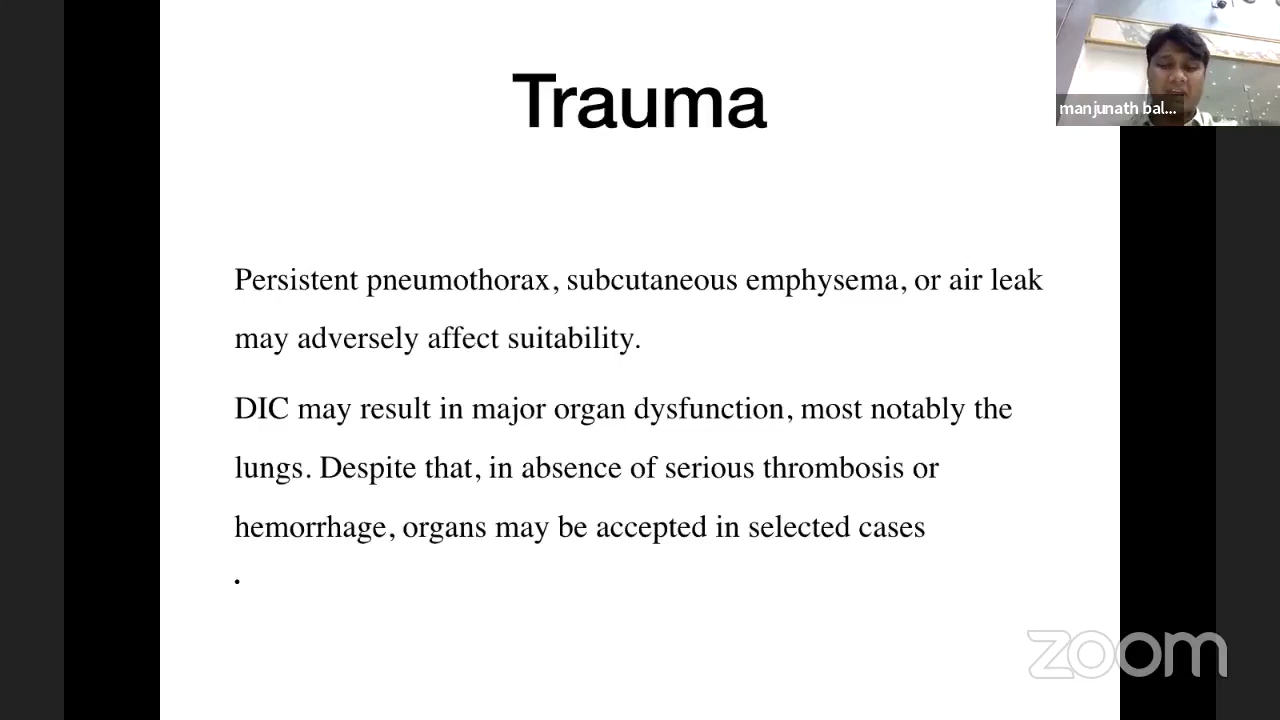 Trauma
manjunath bal...
Persistent pneumothorax, subcutaneous emphysema, or air leak
may adversely affect suitability.
DIC may result in major organ dysfunction, most notably the
lungs. Despite that, in absence of serious thrombosis or
hemorrhage, organs may be accepted in selected cases
.
zoom